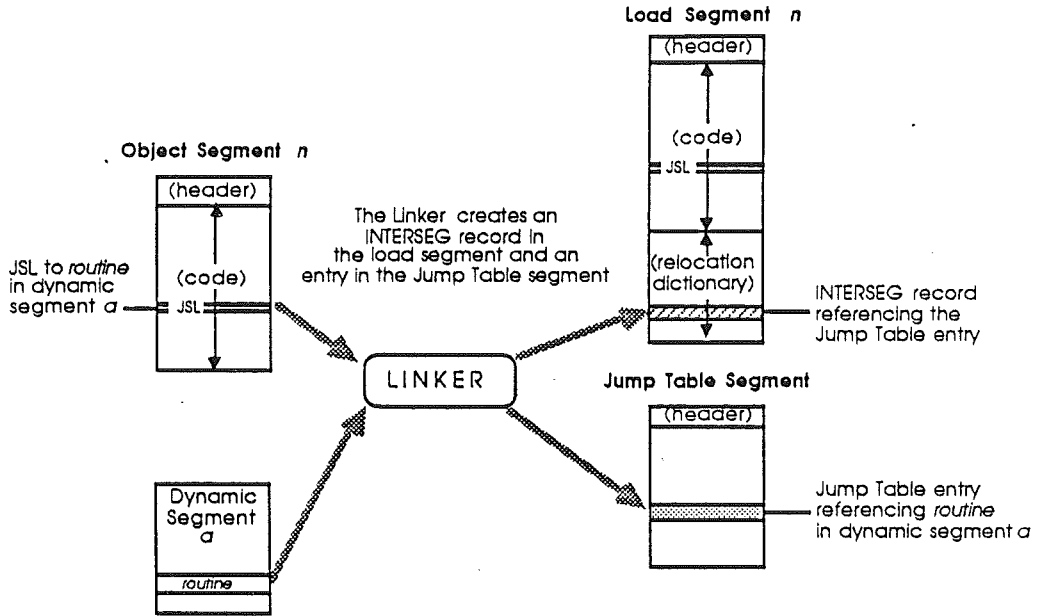 Load Segment n
(header)
(code)
JSL
(relocation
dictionary)
INTERSEG record
referencing the
Jump Table entry
Object Segment n
(header)
(code)
JSL
JSL to routine
in dynamic
segment a
The Linker creates an
INTERSEG record in
the load segment and an
entry in the Jump Table segment
LINKER
Jump Table Segment
(header)
Jump Table entry
referencing routine
in dynamic segment a
Dynamic
Segment
a
routine